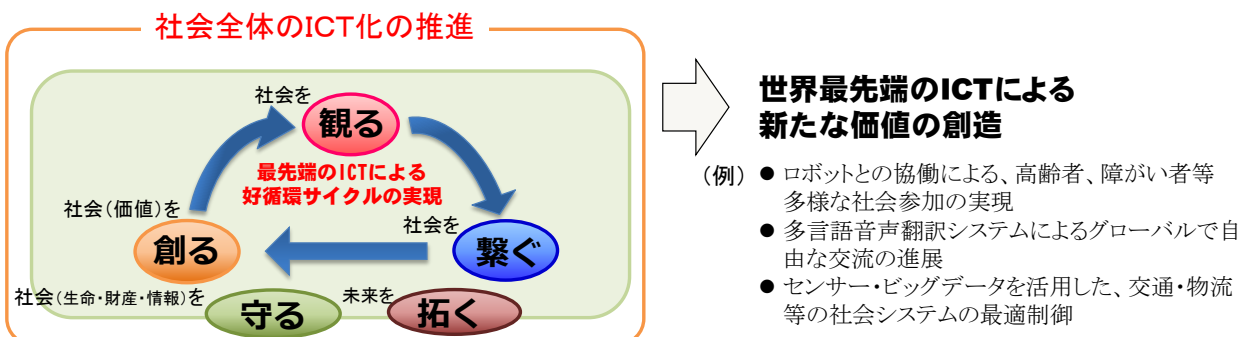 社会全体のICT化の推進
社会を
観る
最先端のICTによる
好循環サイクルの実現
社会(価値)を
創る
社会を
繋ぐ
社会(生命・財産・情報)を
守る
未来を
拓く
世界最先端のICTによる
新たな価値の創造
(例)● ロボットとの協働による、高齢者、障がい者等
多様な社会参加の実現
● 多言語音声翻訳システムによるグローバルで自
由な交流の進展
● センサー・ビッグデータを活用した、交通・物流
等の社会システムの最適制御